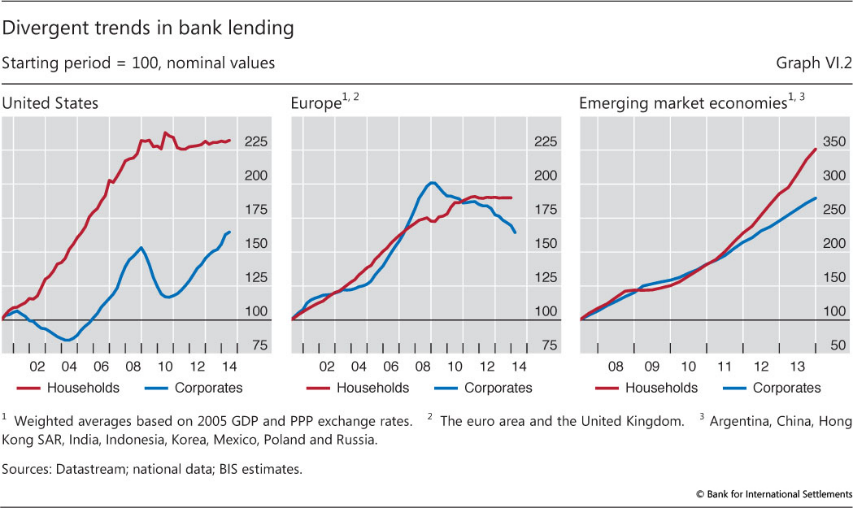 Divergent trends in bank lending
Starting period = 100, nominal values
Graph VI.2
United States
Europe1, 2
Emerging market economies1, 3
225
200
175
150
125
100
75
02 04 06 08 10 12 14
Households Corporates
225
200
175
150
125
100
75
02 04 06 08 10 12 14
Households Corporates
350
300
250
200
150
100
50
08 09 10 11 12 13
Households Corporates
1 Weighted averages based on 2005 GDP and PPP exchange rates. 2 The euro area and the United Kingdom. 3 Argentina, China, Hong
Kong SAR, India, Indonesia, Korea, Mexico, Poland and Russia.
Sources: Datastream; national data; BIS estimates.
© Bank for International Settlements